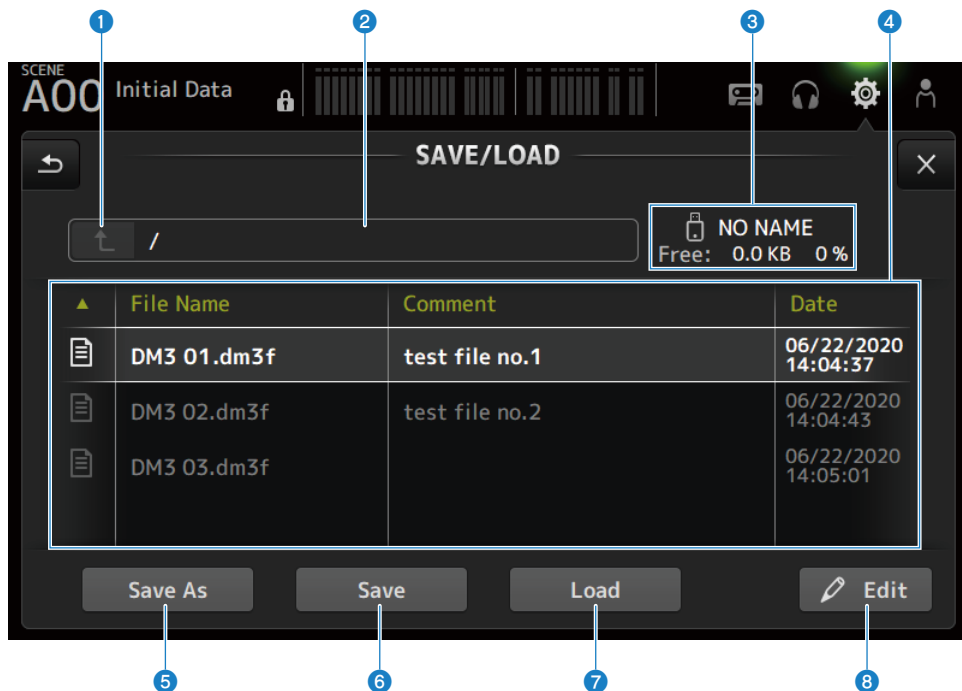 1 2 3 4
SCENE
A00 Initial Data
SAVE/LOAD
/
NO NAME
Free: 0.0 KB 0 %
▲ File Name Comment Date
DM3 01.dm3f test file no.1 06/22/2020
14:04:37
DM3 02.dm3f test file no.2 06/22/2020
14:04:43
DM3 03.dm3f 06/22/2020
14:05:01
Save As Save Load Edit
5 6 7 8